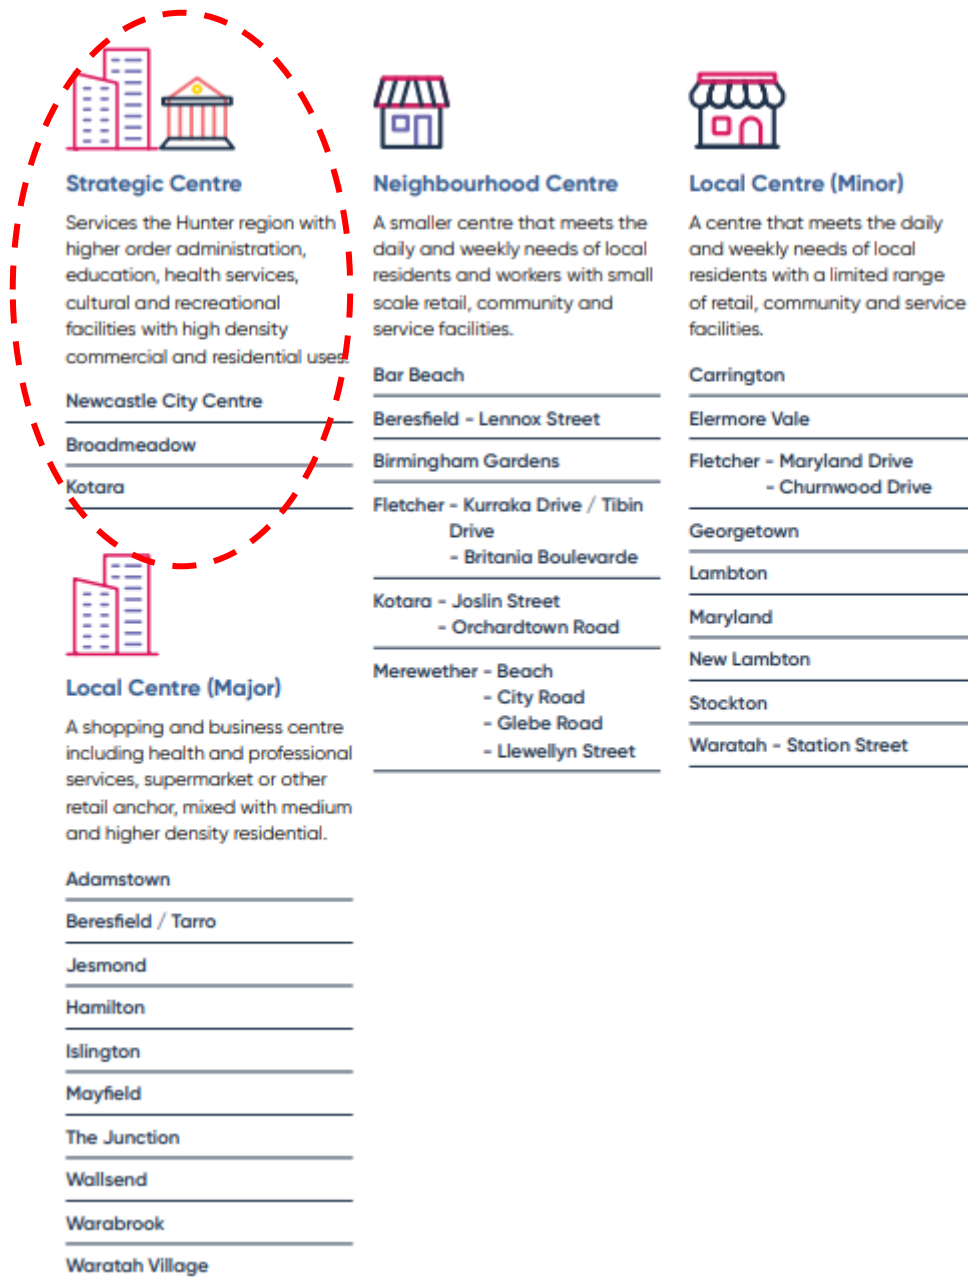 Strategic Centre
Services the Hunter region with
higher order administration,
education, health services,
cultural and recreational
facilities with high density
commercial and residential uses.
Newcastle City Centre
Broadmeadow
Kotara
Local Centre (Major)
A shopping and business centre
including health and professional
services, supermarket or other
retail anchor, mixed with medium
and higher density residential.
Adamstown
Beresfield / Tarro
Jesmond
Hamilton
Islington
Mayfield
The Junction
Wallsend
Warabrook
Waratah Village
Neighbourhood Centre
A smaller centre that meets the
daily and weekly needs of local
residents and workers with small
scale retail, community and
service facilities.
Bar Beach
Beresfield - Lennox Street
Birmingham Gardens
Fletcher - Kurraka Drive / Tibin
Drive
- Britania Boulevarde
Kotara - Joslin Street
- Orchardtown Road
Merewether - Beach
- City Road
- Glebe Road
- Llewellyn Street
Local Centre (Minor)
A centre that meets the daily
and weekly needs of local
residents with a limited range
of retail, community and service
facilities.
Carrington
Elermore Vale
Fletcher - Maryland Drive
- Churnwood Drive
Georgetown
Lambton
Maryland
New Lambton
Stockton
Waratah - Station Street